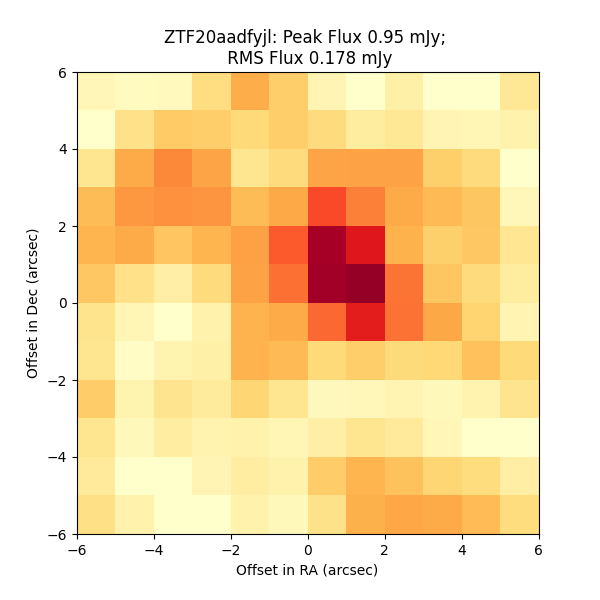 ZTF20aadfyjl: Peak Flux 0.95 mJy;
RMS Flux 0.178 mJy
6
4
2
0
−2
−4
−6
Offset in Dec (arcsec)
−6 −4 −2 0 2 4 6
Offset in RA (arcsec)